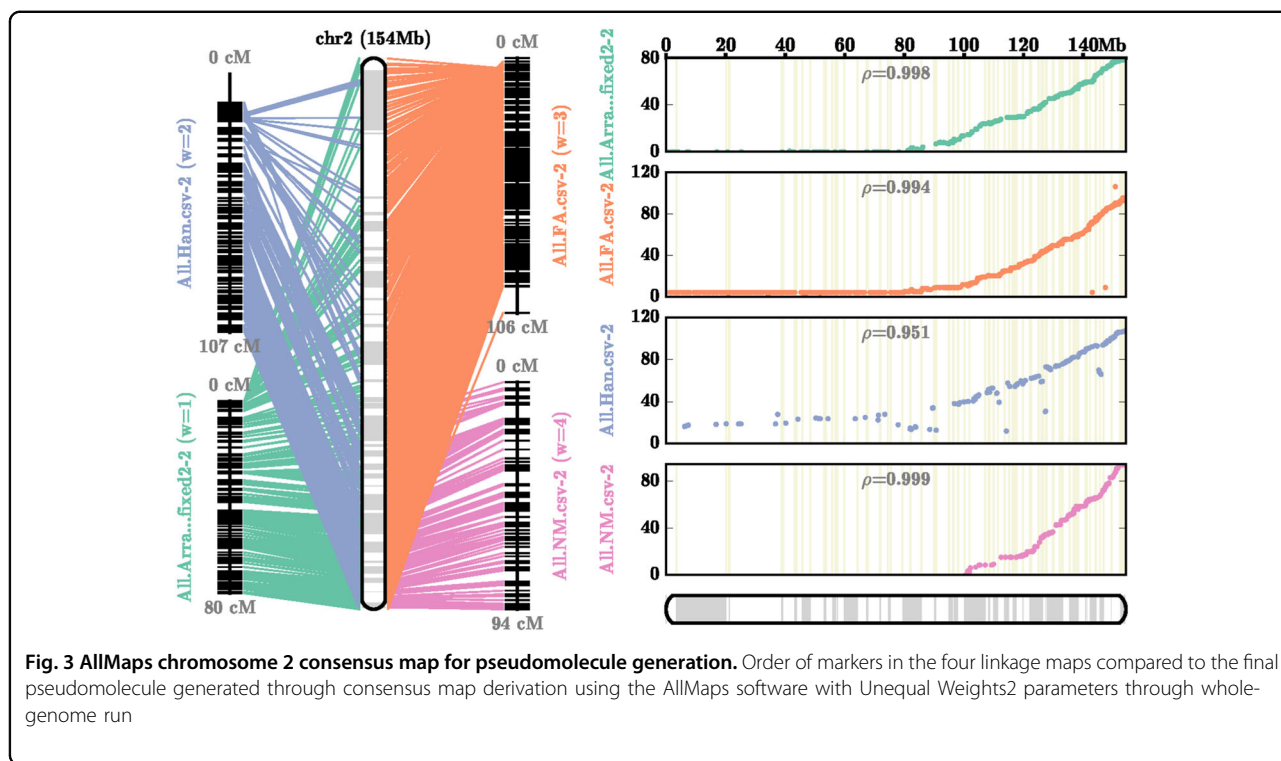 chr2 (154Mb)
0 cM
All.Han.csv-2 (w=2)
107 cM
0 cM
All.Arra...fixed2-2 (w=1)
80 cM
0 cM
All.FA.csv-2 (w=3)
106 cM
0 cM
All.NM.csv-2 (w=4)
94 cM
0 20 40 60 80 100 120 140Mb
All.Arra...fixed2-2
80
40
0
ρ=0.998
All.FA.csv-2
120
80
40
0
ρ=0.994
All.Han.csv-2
120
80
40
0
ρ=0.951
All.NM.csv-2
80
40
0
ρ=0.999
Fig. 3 AllMaps chromosome 2 consensus map for pseudomolecule generation. Order of markers in the four linkage maps compared to the final
pseudomolecule generated through consensus map derivation using the AllMaps software with Unequal Weights2 parameters through whole-
genome run